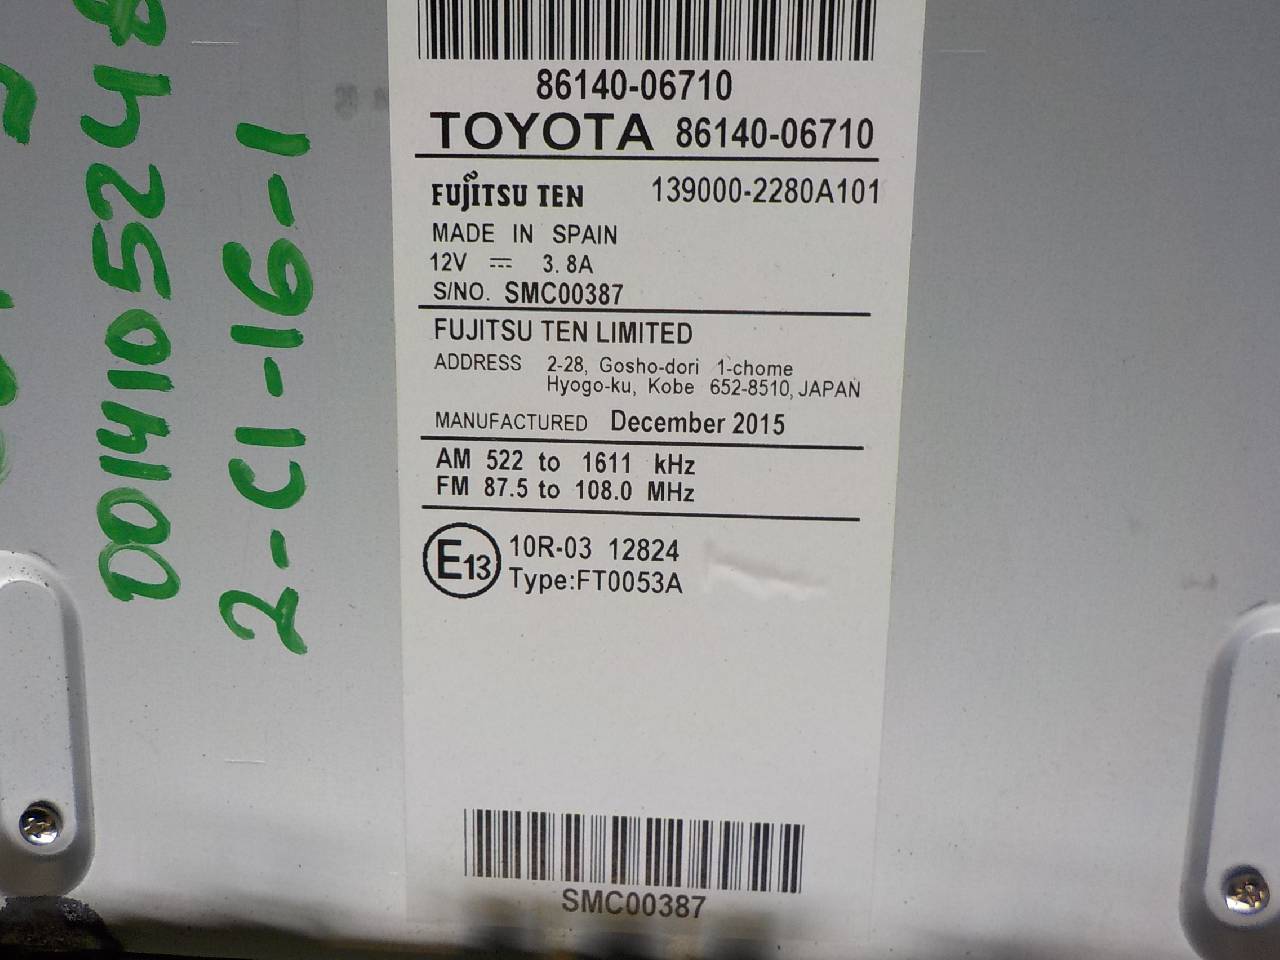 86140-06710
TOYOTA 86140-06710
FUJITSU TEN 139000-2280A101
MADE IN SPAIN
12V ⎓ 3.8A
S/NO. SMC00387
FUJITSU TEN LIMITED
ADDRESS 2-28, Gosho-dori 1-chome
Hyogo-ku, Kobe 652-8510, JAPAN
MANUFACTURED December 2015
AM 522 to 1611 kHz
FM 87.5 to 108.0 MHz
E13 10R-03 12824
Type:FT0053A
SMC00387
001410524
2-C1-16-1